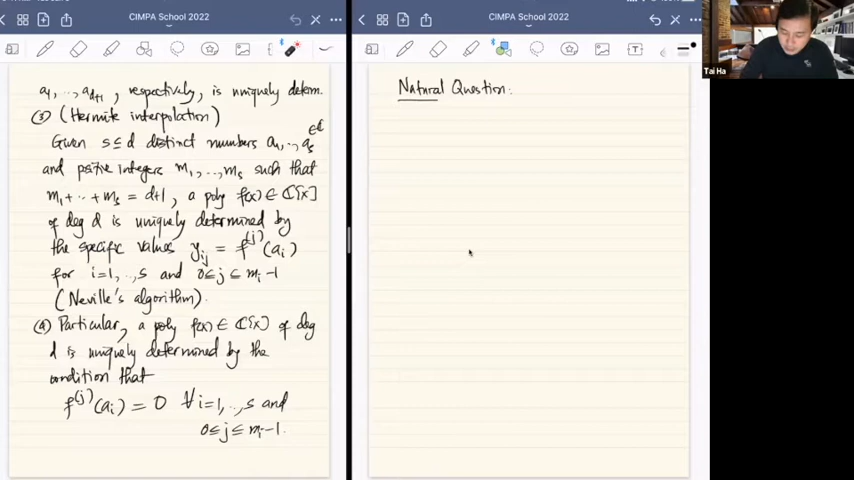 CIMPA School 2022
a1, .., ad+1, respectively, is uniquely determ.
(3) (Hermite interpolation)
Given s ≤ d distinct numbers a1, .., as ∈ ℂ
and positive integers m1, .., ms such that
m1 + .. + ms = d+1, a poly f(x) ∈ ℂ[x]
of deg d is uniquely determined by
the specific values yij = f^(j)(ai)
for i=1, .., s and 0 ≤ j ≤ mi -1
(Neville's algorithm).
(4) Particular, a poly f(x) ∈ ℂ[x] of deg
d is uniquely determined by the
condition that
f^(j)(ai) = 0 ∀ i=1, .., s and
0 ≤ j ≤ mi -1.
CIMPA School 2022
Natural Question:
Tai Ha